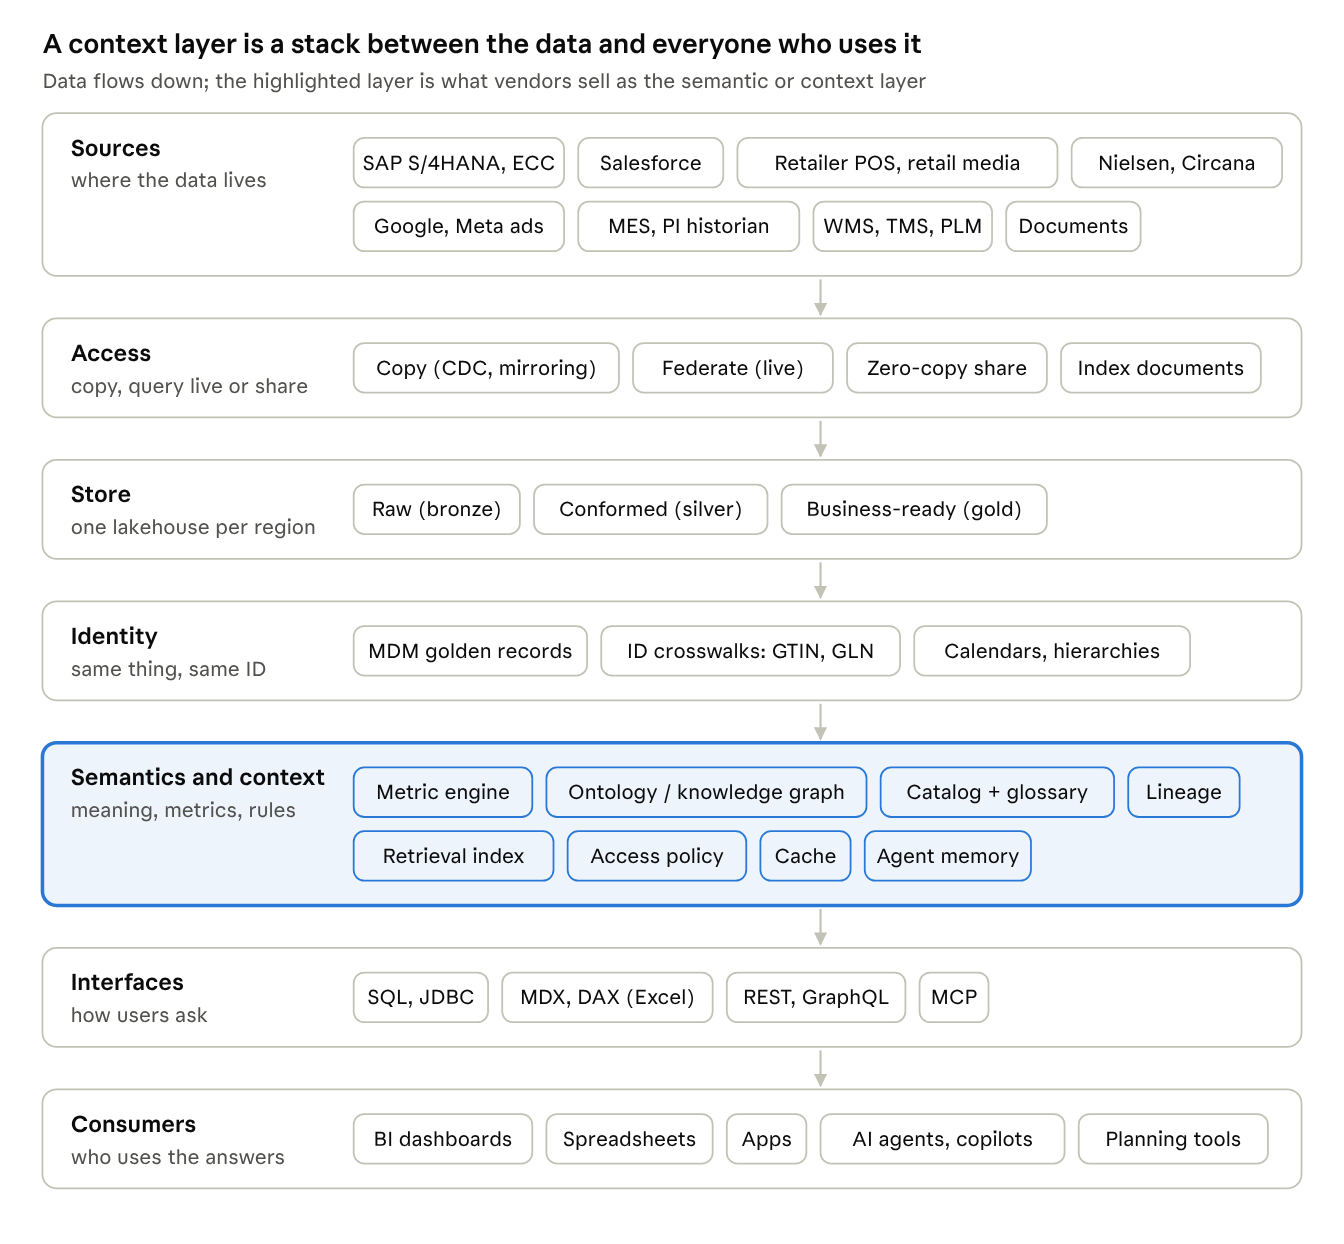 A context layer is a stack between the data and everyone who uses it
Data flows down; the highlighted layer is what vendors sell as the semantic or context layer
Sources
where the data lives
SAP S/4HANA, ECC
Salesforce
Retailer POS, retail media
Nielsen, Circana
Google, Meta ads
MES, PI historian
WMS, TMS, PLM
Documents
Access
copy, query live or share
Copy (CDC, mirroring)
Federate (live)
Zero-copy share
Index documents
Store
one lakehouse per region
Raw (bronze)
Conformed (silver)
Business-ready (gold)
Identity
same thing, same ID
MDM golden records
ID crosswalks: GTIN, GLN
Calendars, hierarchies
Semantics and context
meaning, metrics, rules
Metric engine
Ontology / knowledge graph
Catalog + glossary
Lineage
Retrieval index
Access policy
Cache
Agent memory
Interfaces
how users ask
SQL, JDBC
MDX, DAX (Excel)
REST, GraphQL
MCP
Consumers
who uses the answers
BI dashboards
Spreadsheets
Apps
AI agents, copilots
Planning tools